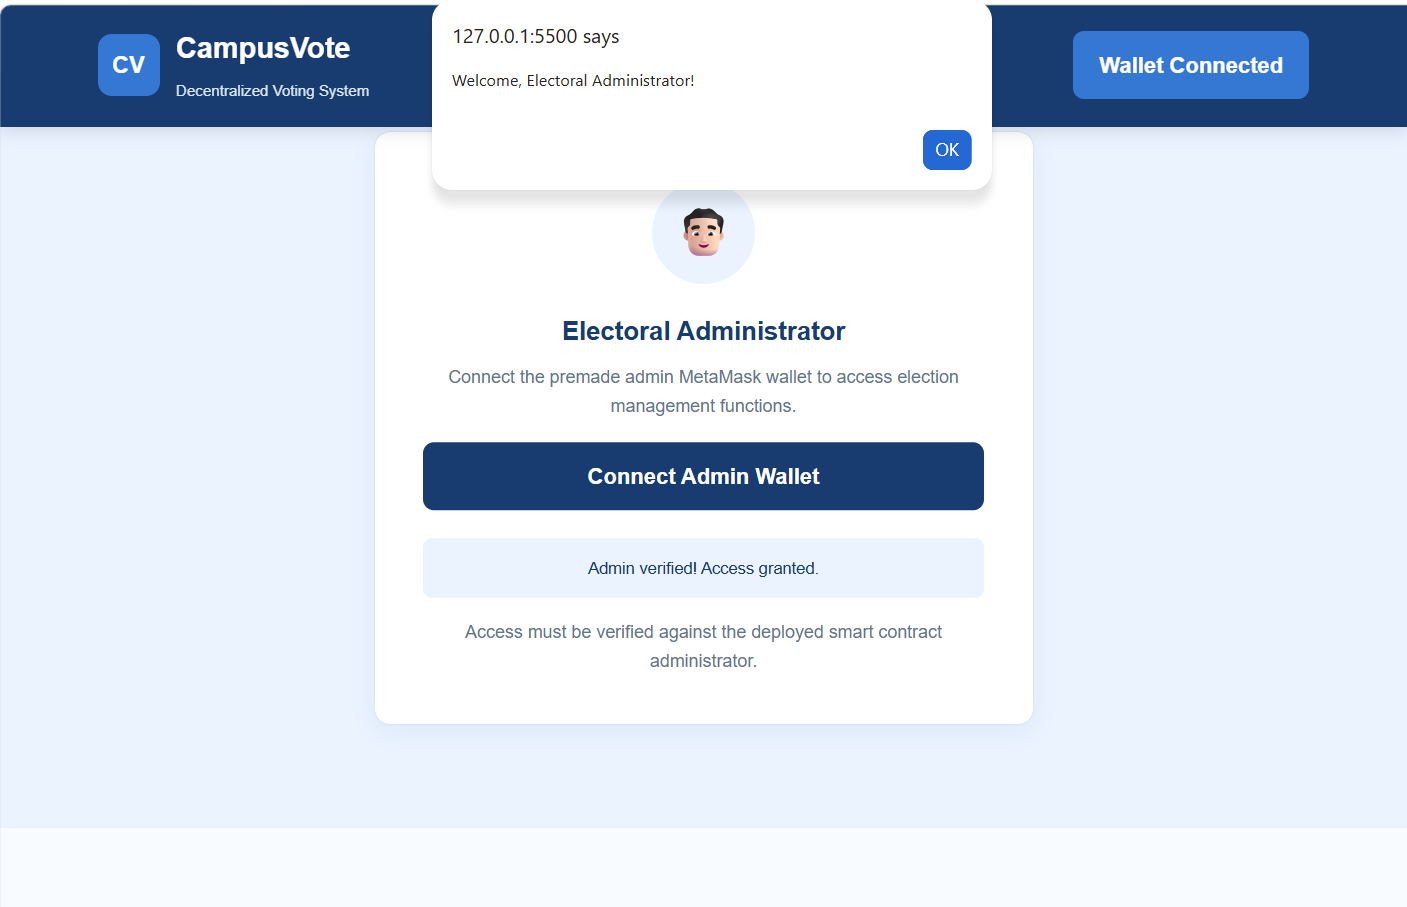 CV
CampusVote
Decentralized Voting System
127.0.0.1:5500 says
Welcome, Electoral Administrator!
OK
Wallet Connected
Electoral Administrator
Connect the premade admin MetaMask wallet to access election
management functions.
Connect Admin Wallet
Admin verified! Access granted.
Access must be verified against the deployed smart contract
administrator.